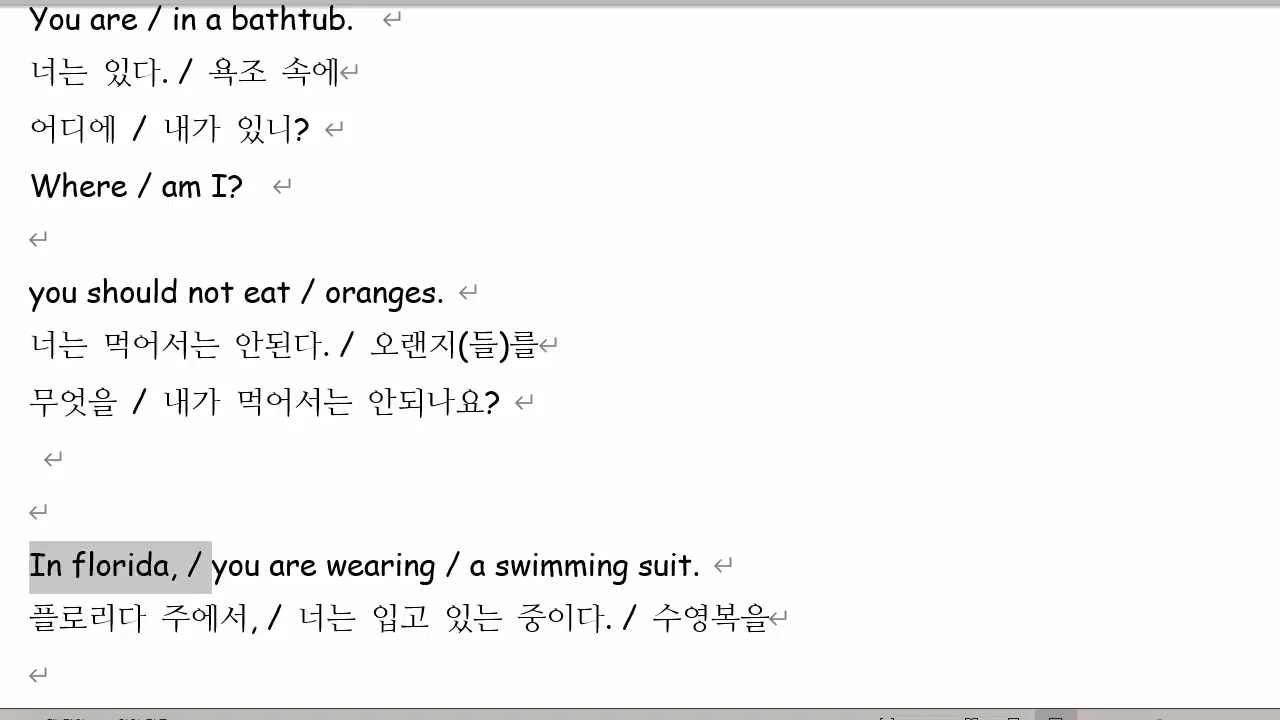 You are / in a bathtub.
너는 있다. / 욕조 속에
어디에 / 내가 있니?
Where / am I?
you should not eat / oranges.
너는 먹어서는 안된다. / 오랜지(들)를
무엇을 / 내가 먹어서는 안되나요?
In florida, / you are wearing / a swimming suit.
플로리다 주에서, / 너는 입고 있는 중이다. / 수영복을